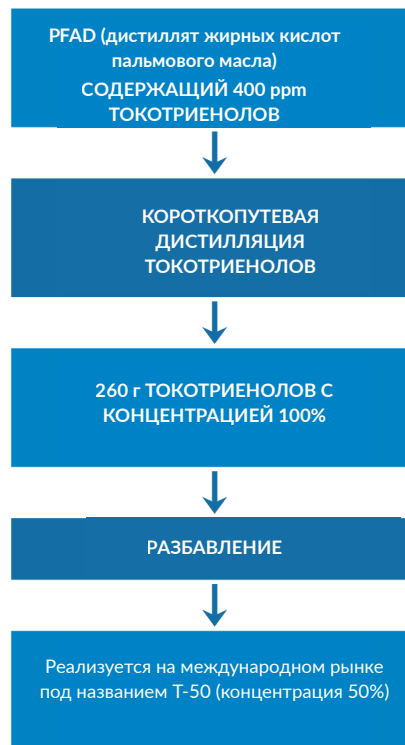 PFAD (дистиллят жирных кислот
пальмового масла)
СОДЕРЖАЩИЙ 400 ppm
ТОКОТРИЕНОЛОВ
КОРОТКОПУТЕВАЯ
ДИСТИЛЛЯЦИЯ
ТОКОТРИЕНОЛОВ
260 г ТОКОТРИЕНОЛОВ С
КОНЦЕНТРАЦИЕЙ 100%
РАЗБАВЛЕНИЕ
Реализуется на международном рынке
под названием Т-50 (концентрация 50%)